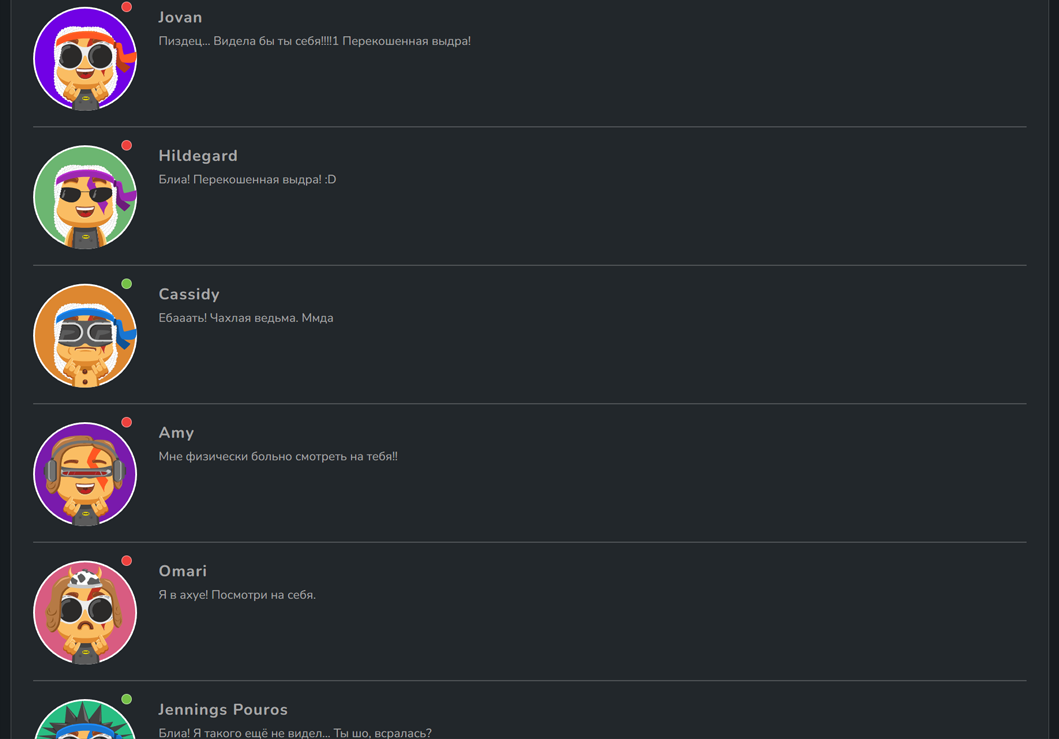 Jovan
Пиздец... Видела бы ты себя!!!!1 Перекошенная выдра!
Hildegard
Блиа! Перекошенная выдра! :D
Cassidy
Ебааать! Чахлая ведьма. Ммда
Amy
Мне физически больно смотреть на тебя!!
Omari
Я в ахуе! Посмотри на себя.
Jennings Pouros
Блиа! Я такого ещё не видел... Ты шо, всралась?